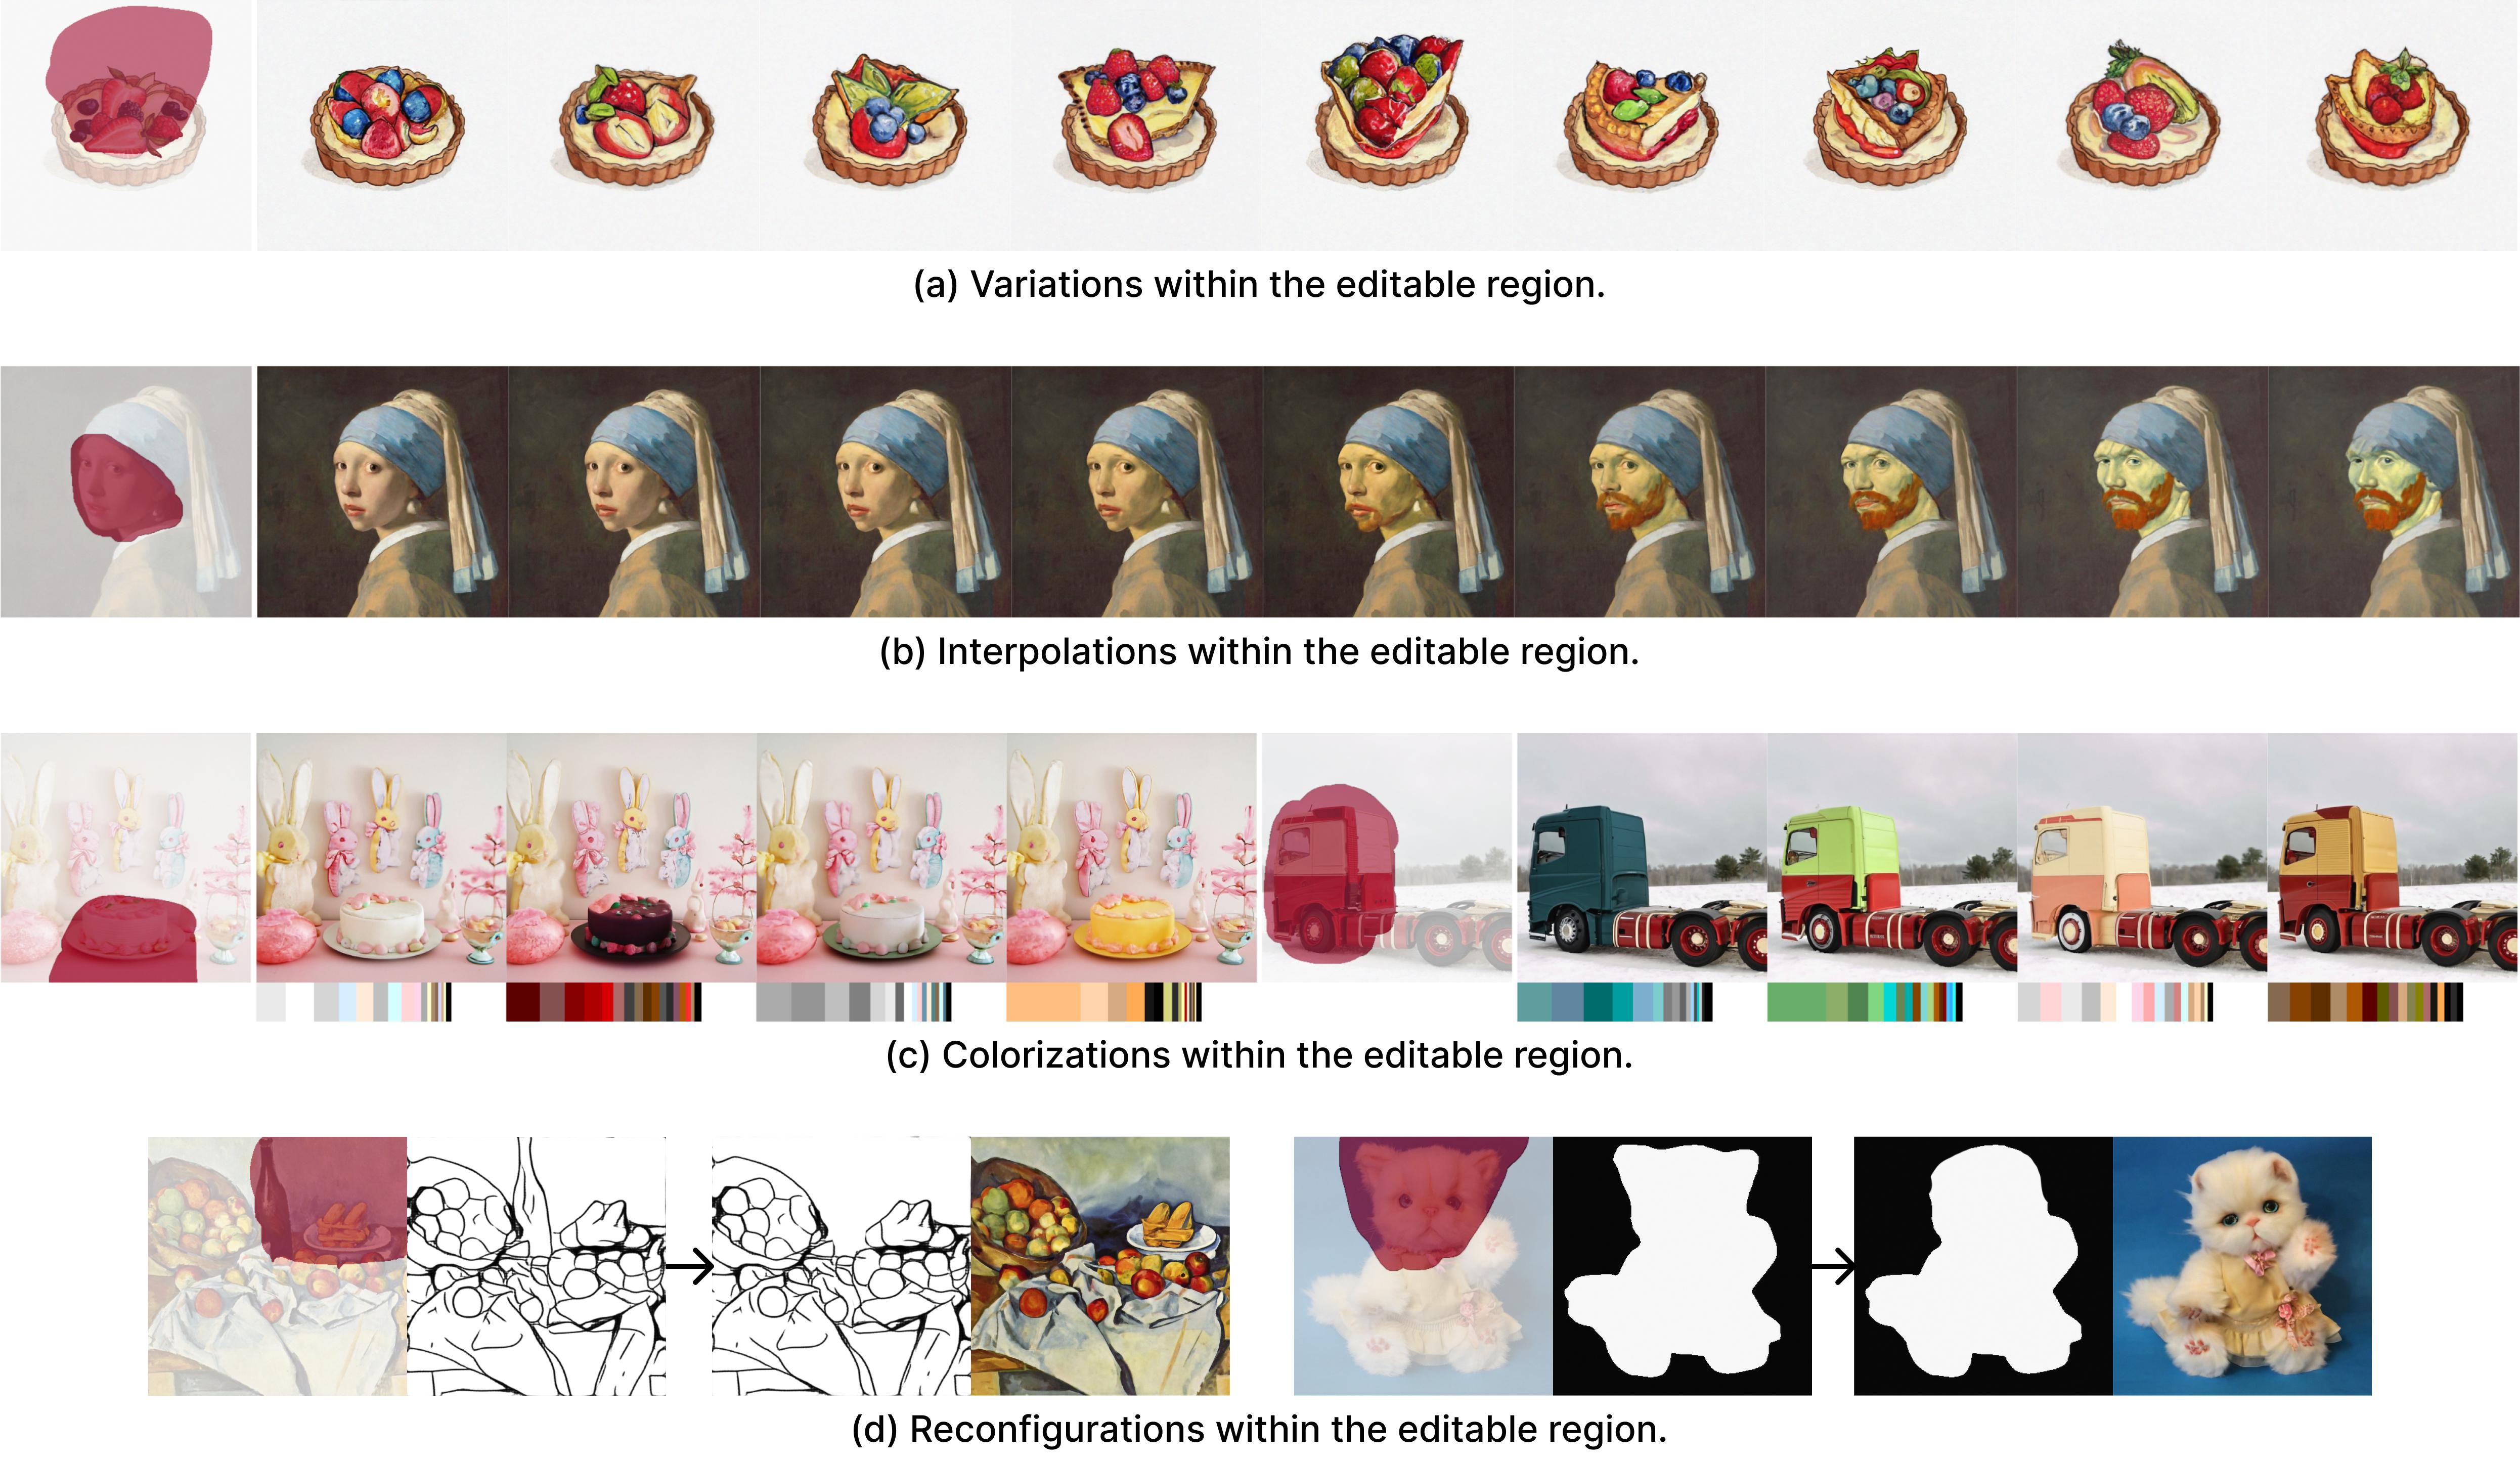 (a) Variations within the editable region.
(b) Interpolations within the editable region.
(c) Colorizations within the editable region.
(d) Reconfigurations within the editable region.